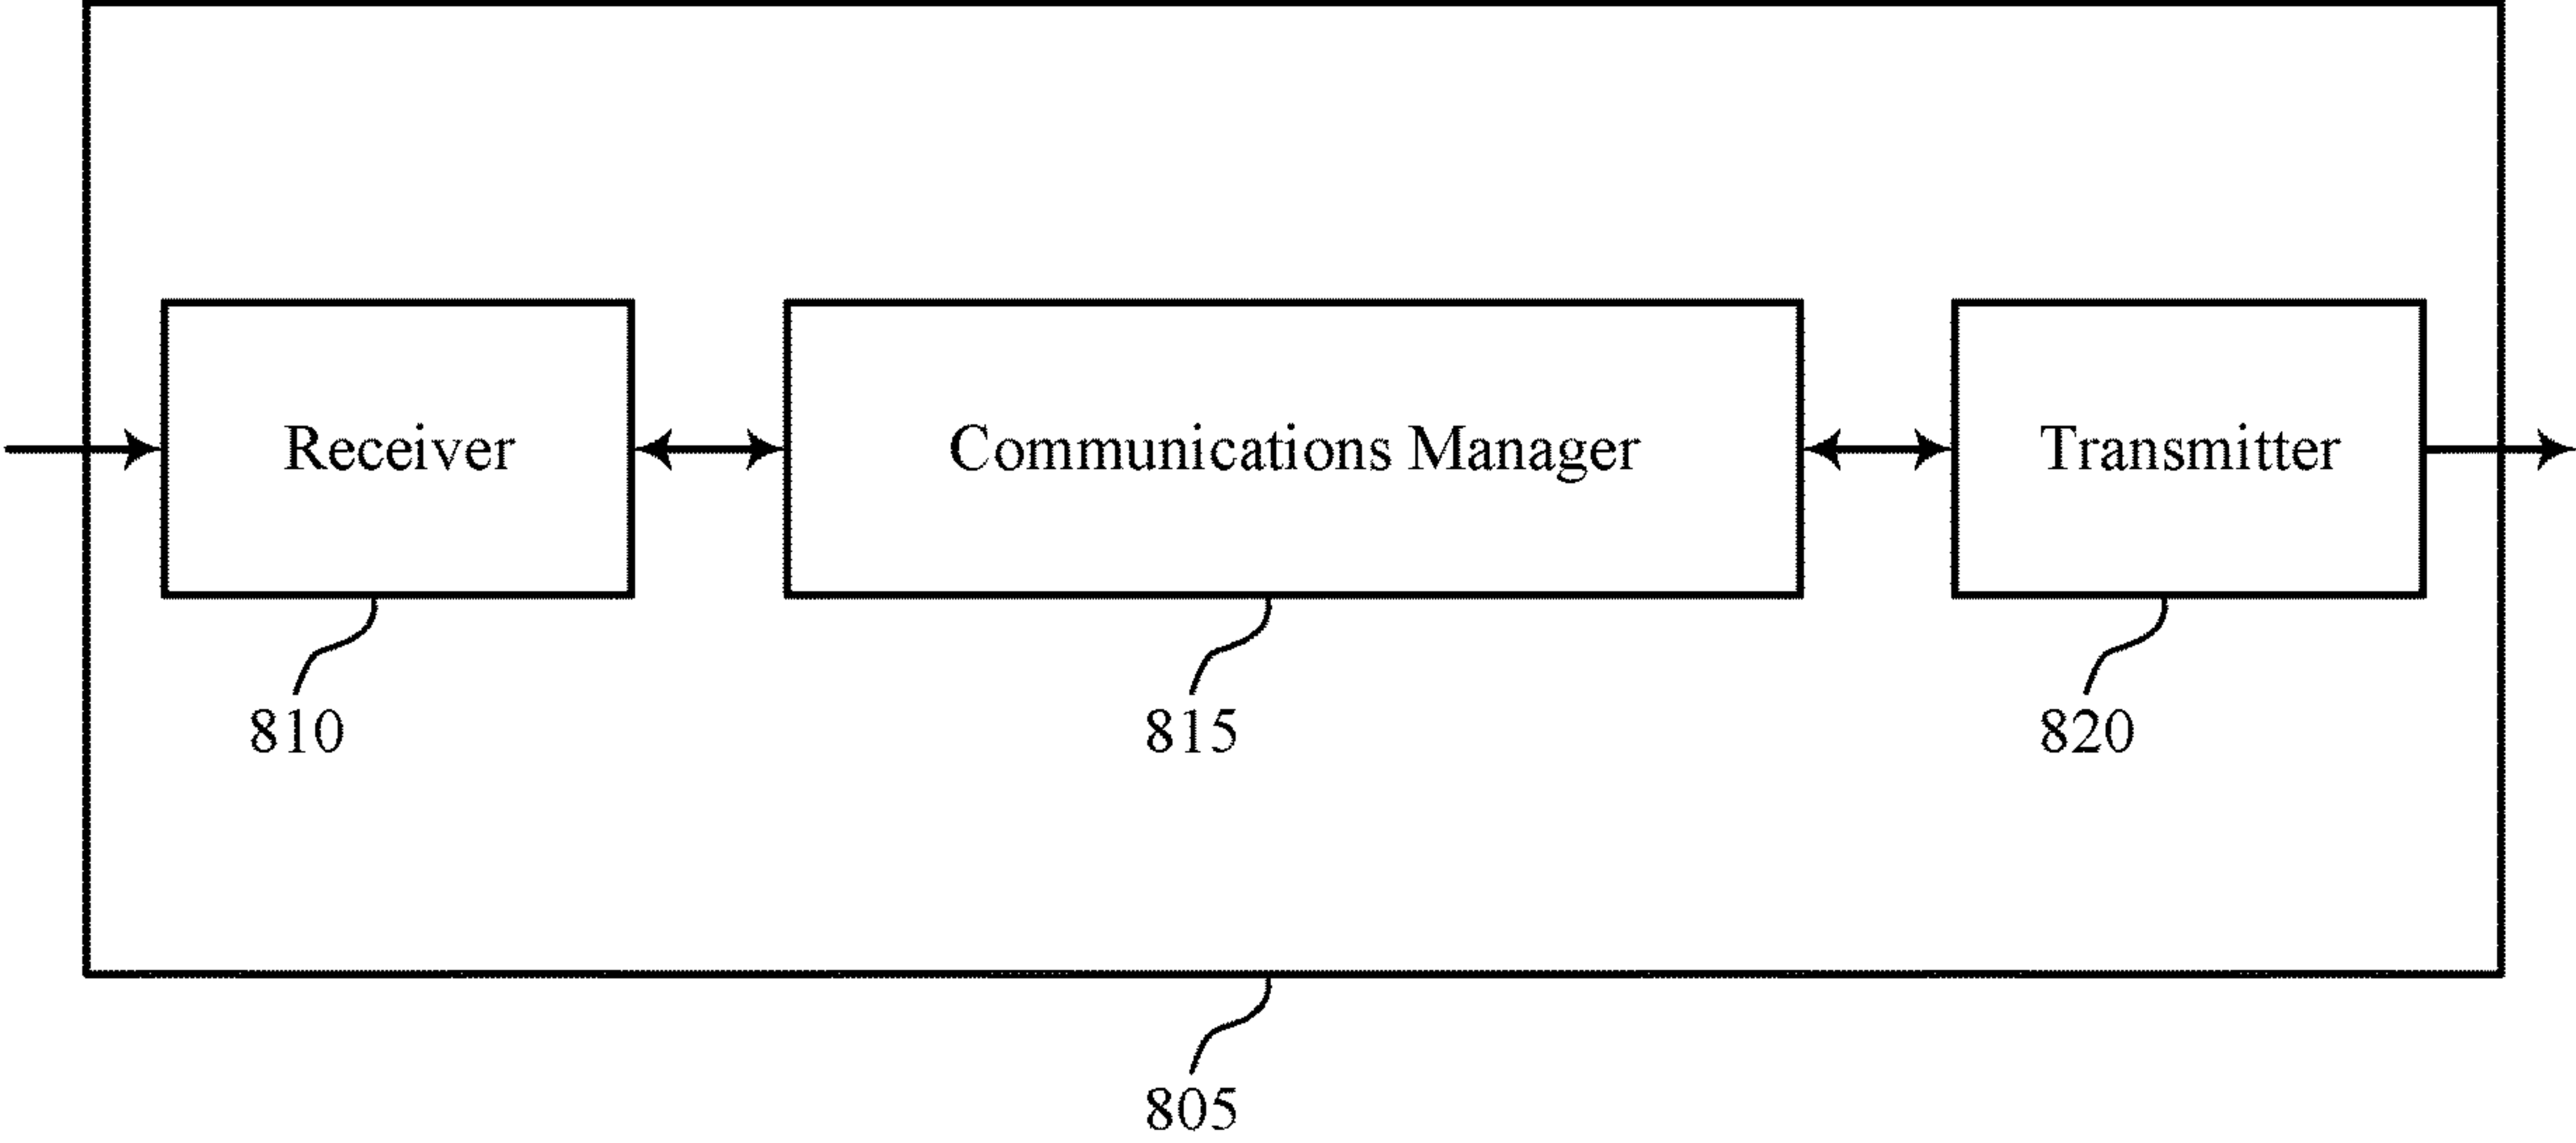 Receiver
Communications Manager
Transmitter
810
815
820
805